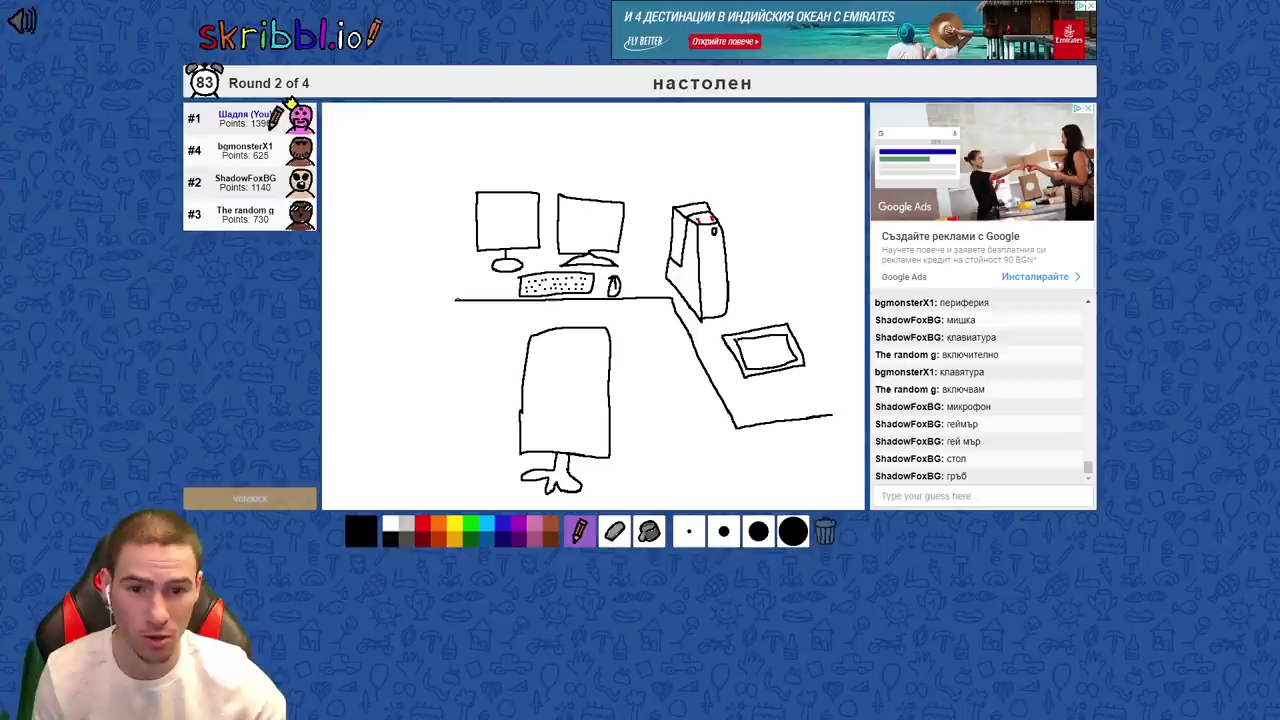 skribbl.io
И 4 ДЕСТИНАЦИИ В ИНДИЙСКИЯ ОКЕАН С EMIRATES
FLY BETTER
Открийте повече
Emirates
83
Round 2 of 4
настолен
#1
Шадля (You)
Points: 1390
#4
bgmonsterX1
Points: 625
#2
ShadowFoxBG
Points: 1140
#3
The random g
Points: 730
Google Ads
Създайте реклами с Google
Научете повече и заявете безплатния си
рекламен кредит на стойност 90 BGN*
Google Ads
Инсталирайте
bgmonsterX1: периферия
ShadowFoxBG: мишка
ShadowFoxBG: клавиатура
The random g: включително
bgmonsterX1: клавятура
The random g: включвам
ShadowFoxBG: микрофон
ShadowFoxBG: геймър
ShadowFoxBG: гей мър
ShadowFoxBG: стол
ShadowFoxBG: гръб
Type your guess here...